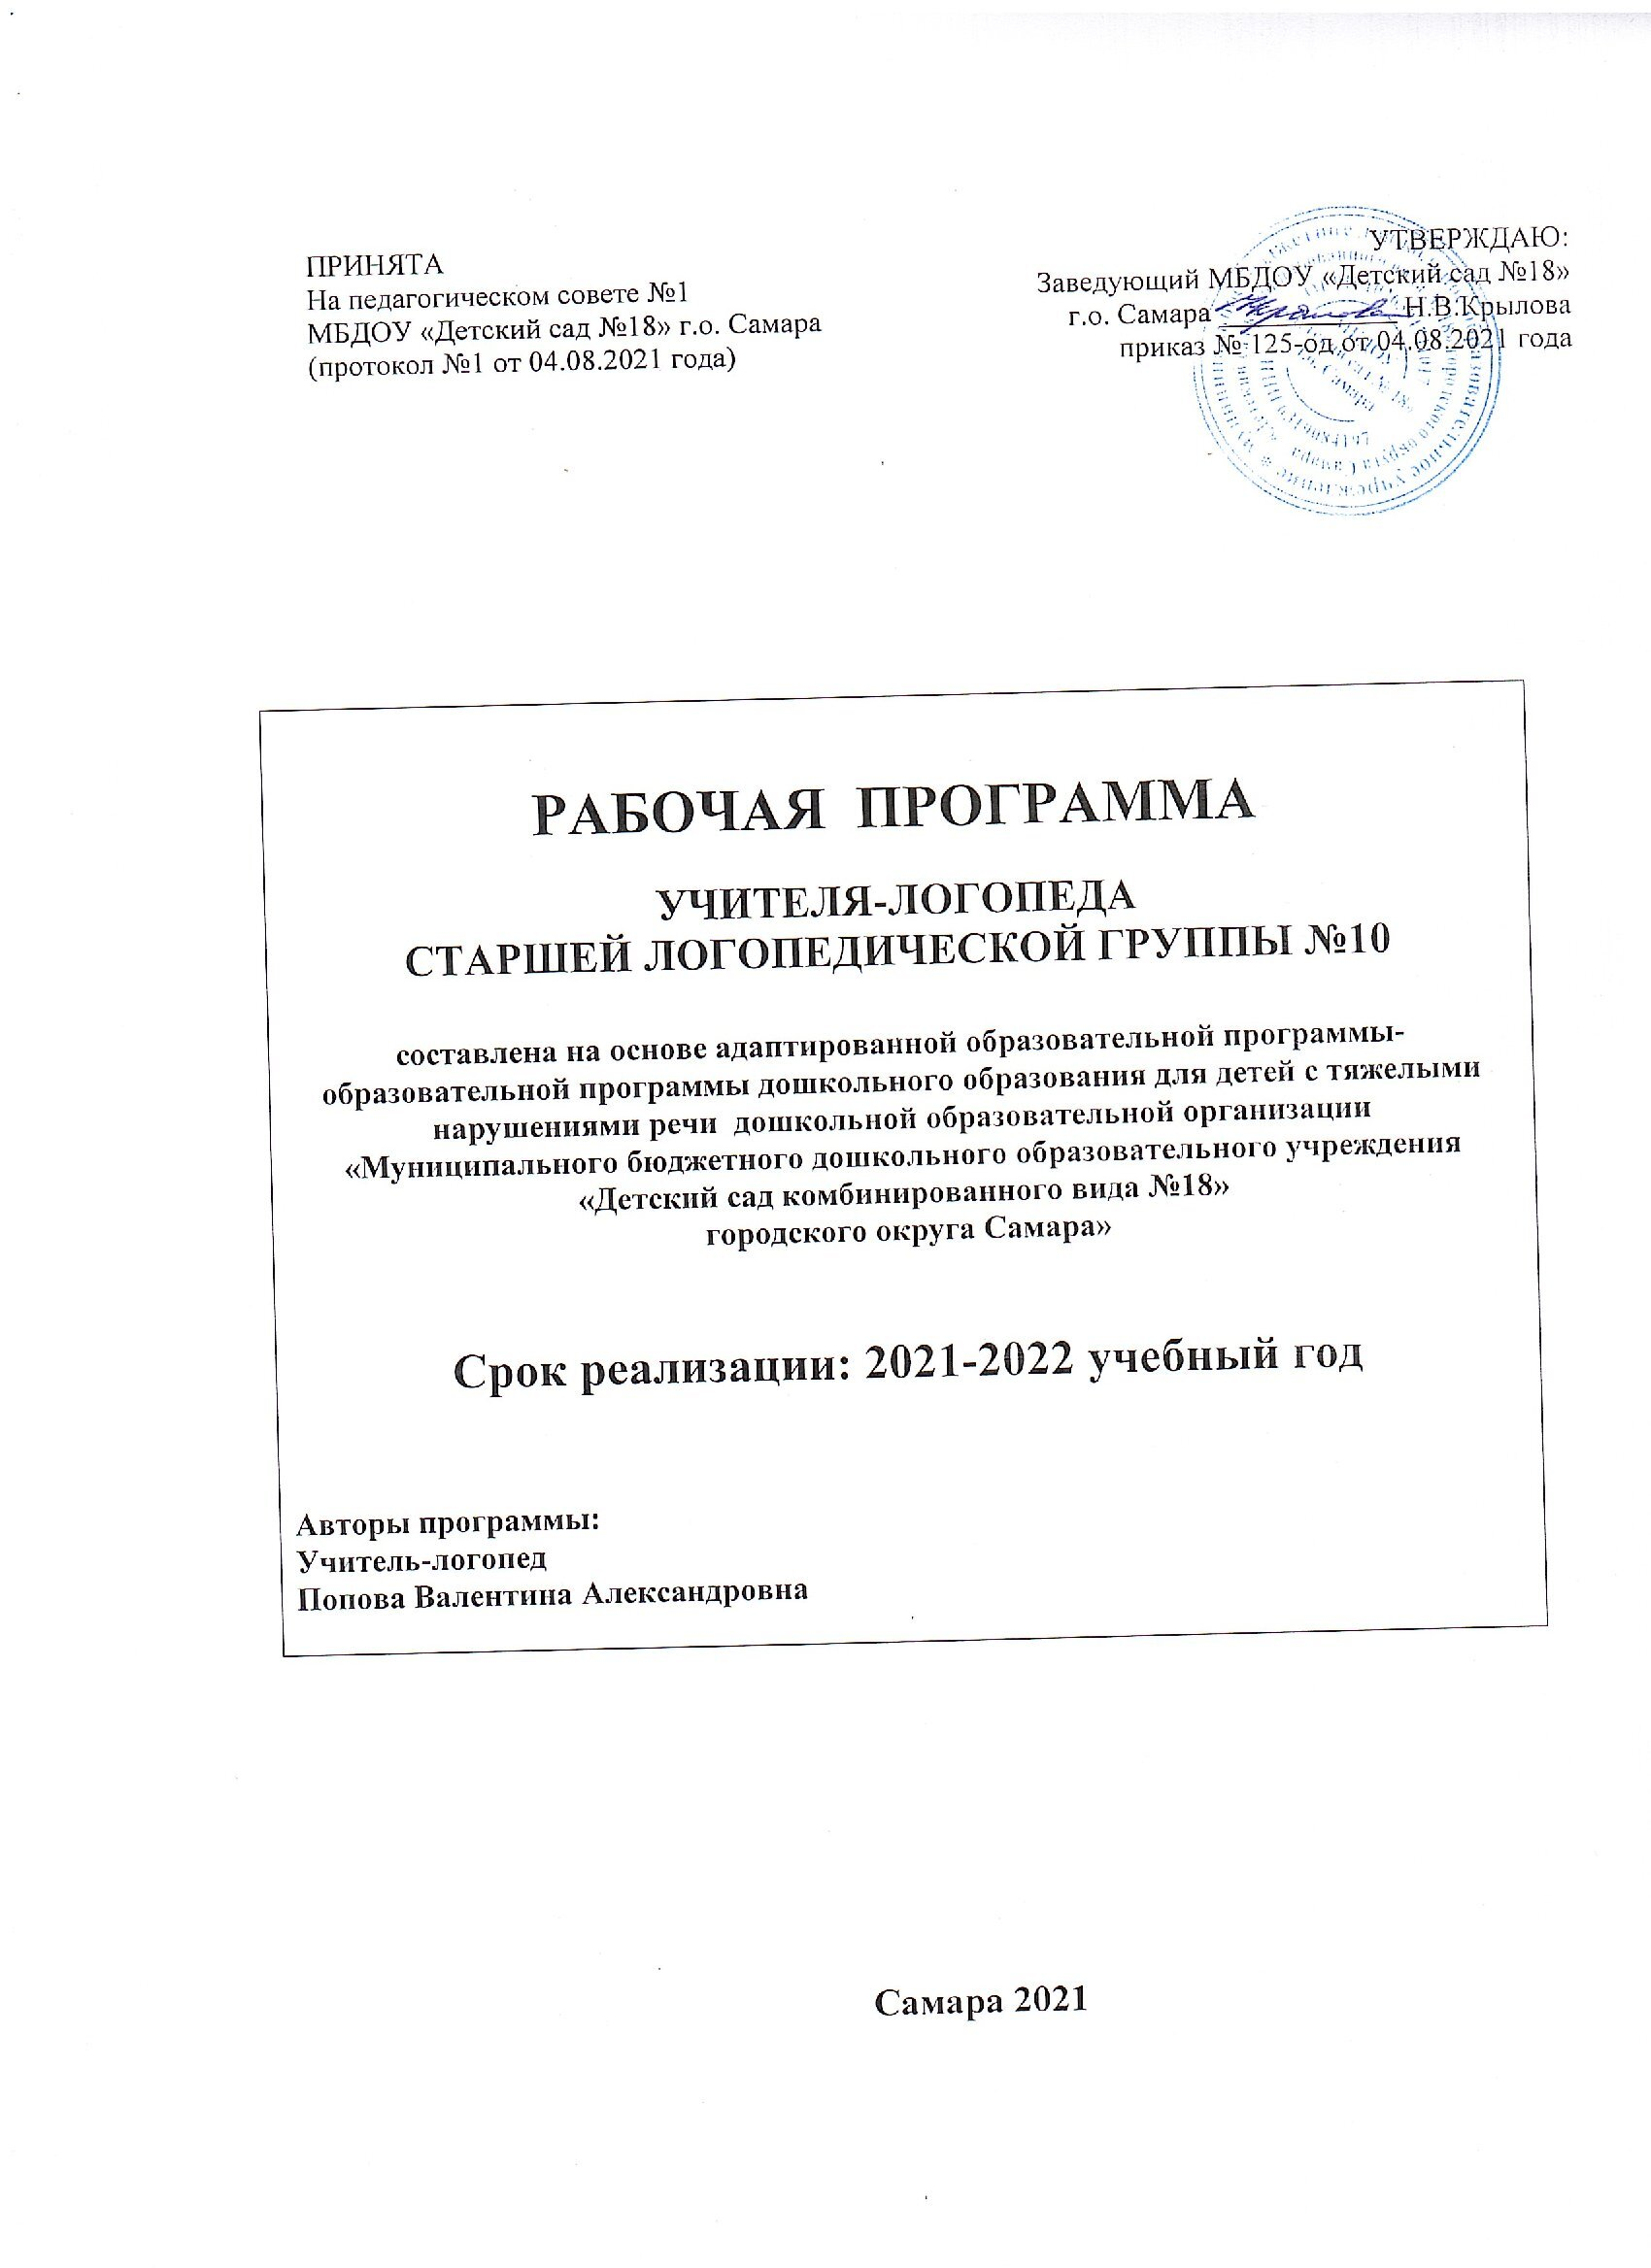 ПРИНЯТА
На педагогическом совете №1
МБДОУ «Детский сад №18» г.о. Самара
(протокол №1 от 04.08.2021 года)
УТВЕРЖДАЮ:
Заведующий МБДОУ «Детский сад №18»
г.о. Самара Н.В.Крылова
приказ № 125-од от 04.08.2021 года
РАБОЧАЯ ПРОГРАММА
УЧИТЕЛЯ-ЛОГОПЕДА
СТАРШЕЙ ЛОГОПЕДИЧЕСКОЙ ГРУППЫ №10
составлена на основе адаптированной образовательной программы-
образовательной программы дошкольного образования для детей с тяжелыми
нарушениями речи дошкольной образовательной организации
«Муниципального бюджетного дошкольного образовательного учреждения
«Детский сад комбинированного вида №18»
городского округа Самара»
Срок реализации: 2021-2022 учебный год
Авторы программы:
Учитель-логопед
Попова Валентина Александровна
Самара 2021